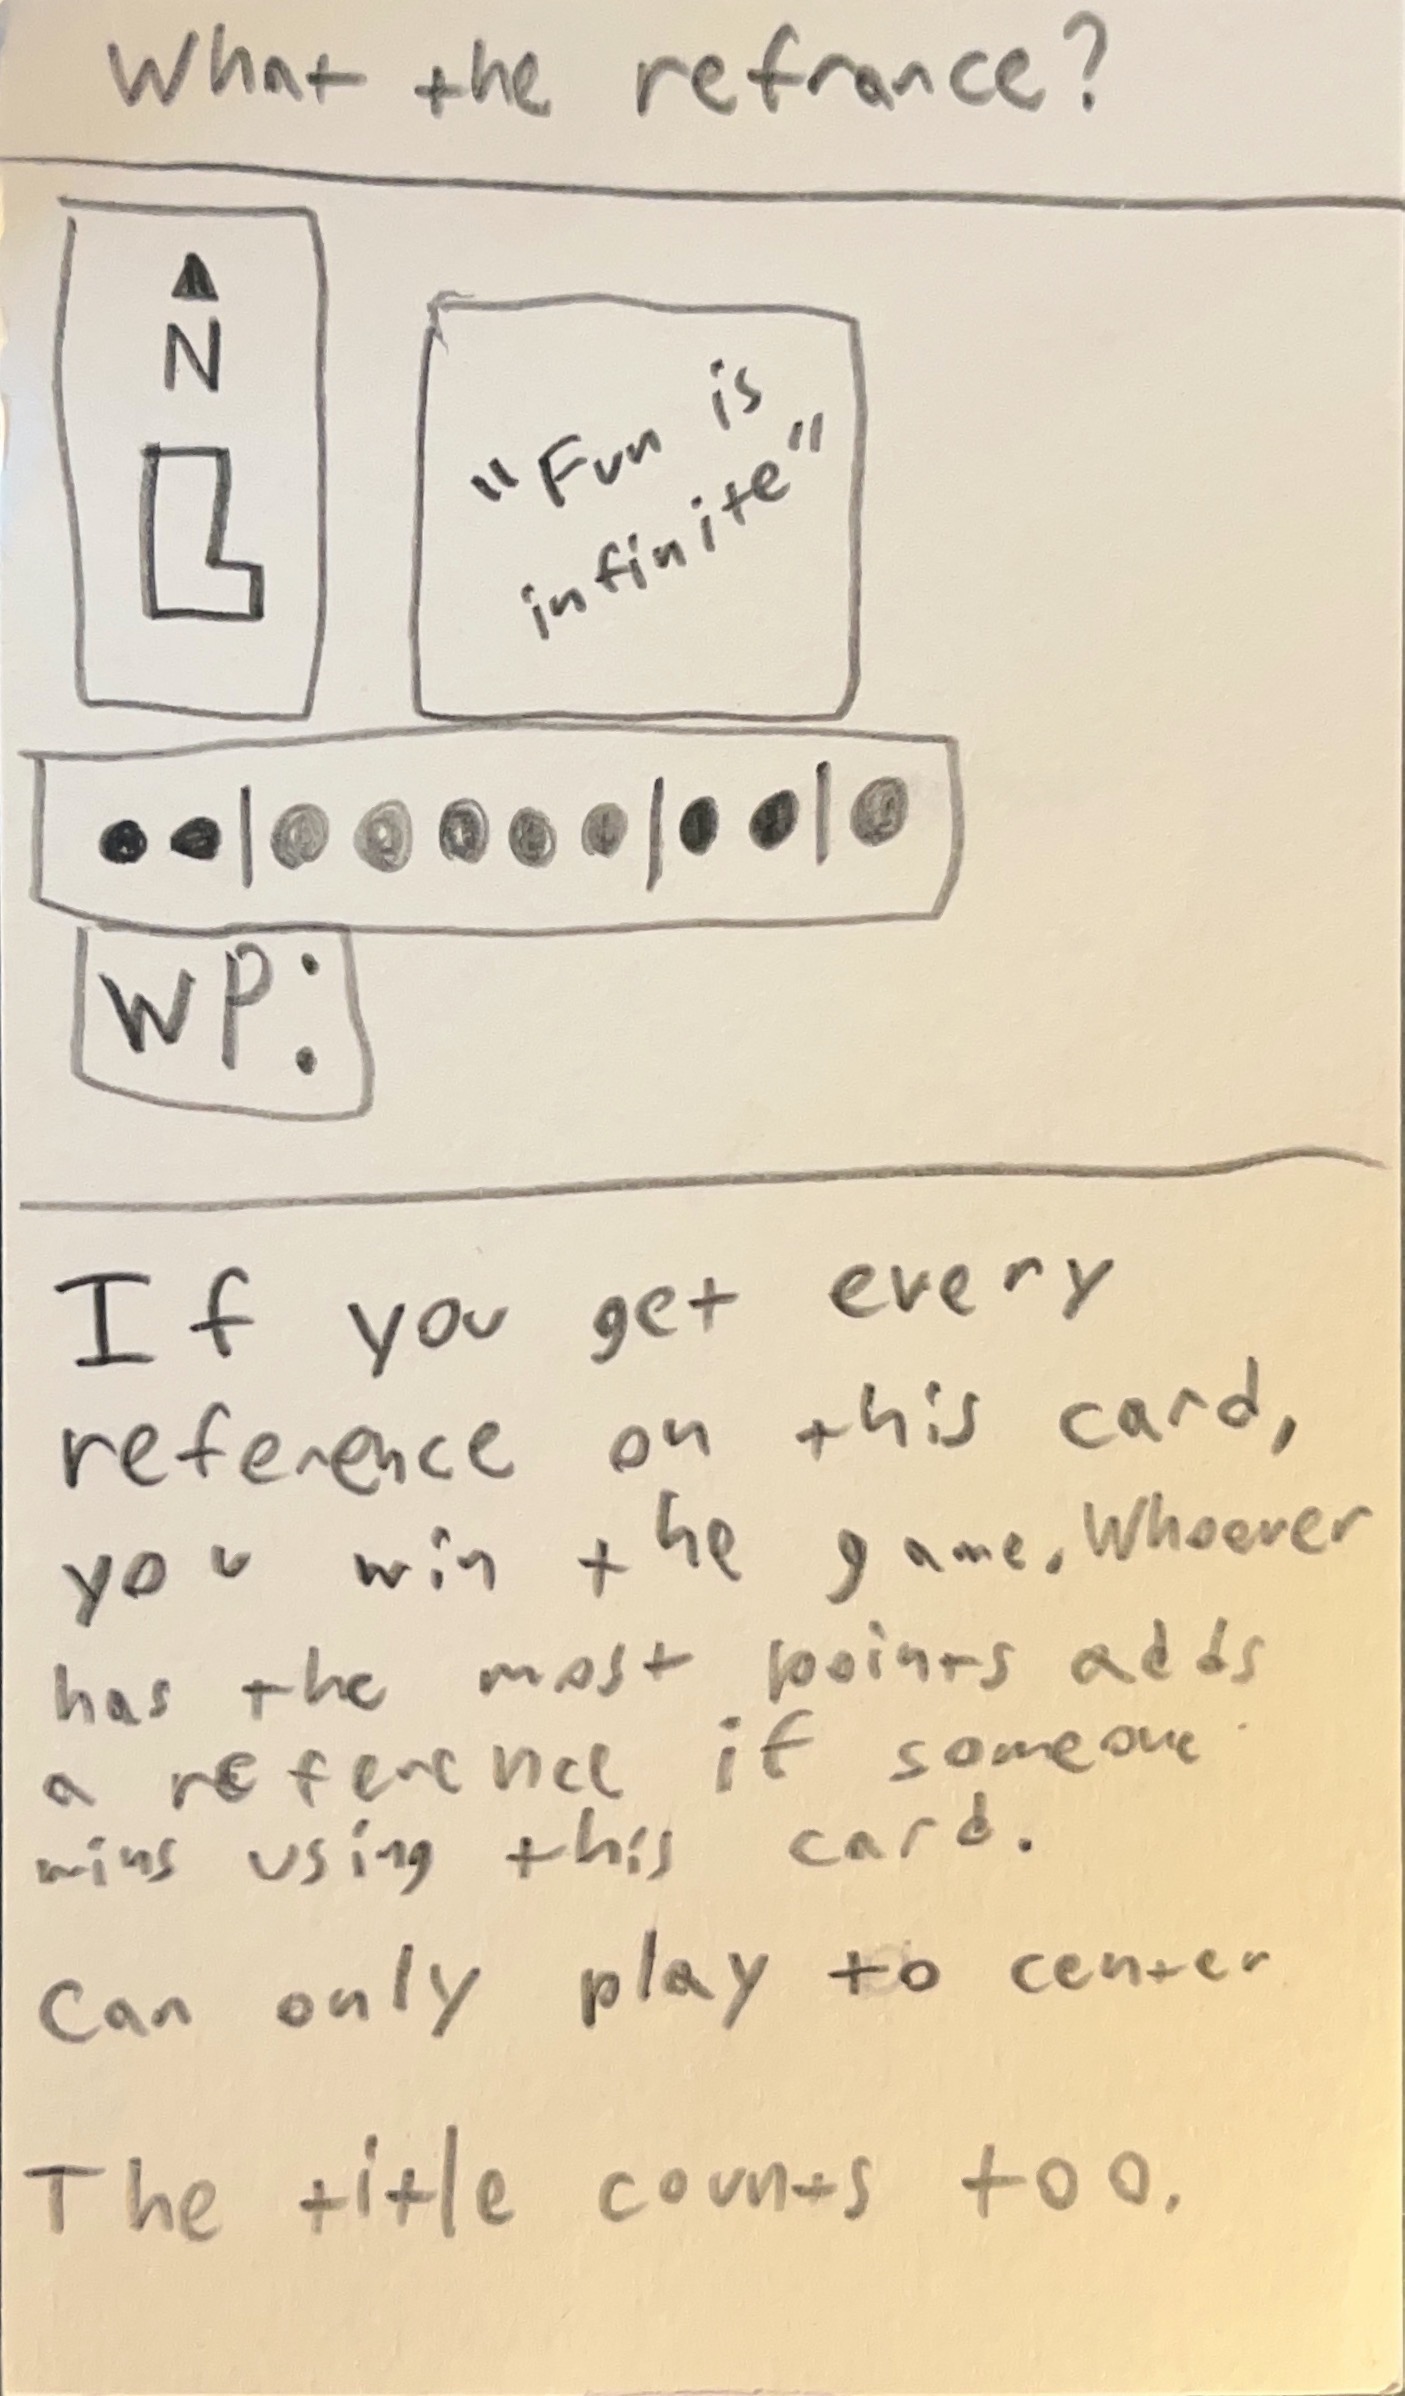 What the refrance?
N
"Fun is
infinite"
WP:
If you get every
reference on this card,
you win the game. Whoever
has the most points adds
a reference if someone
wins using this card.
Can only play to center
The title counts too.